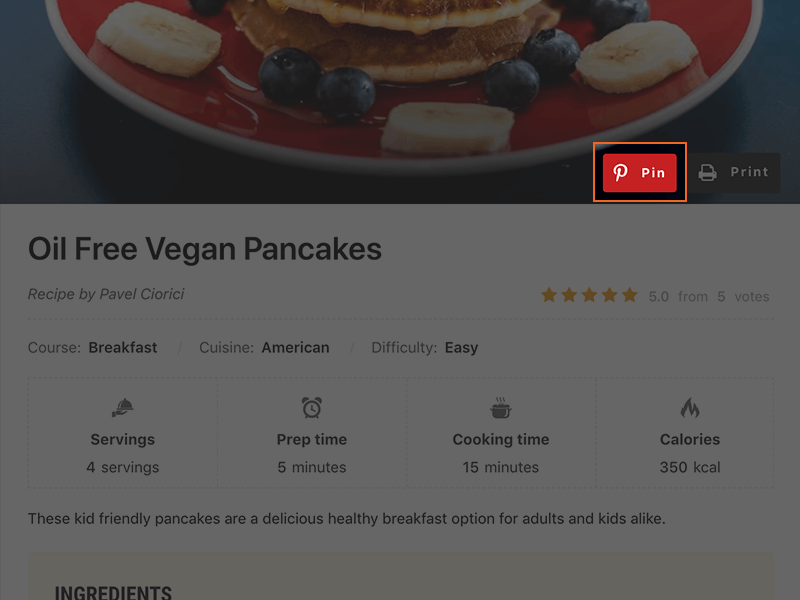 Pin
Print
Oil Free Vegan Pancakes
Recipe by Pavel Ciorici
5.0 from 5 votes
Course: Breakfast / Cuisine: American / Difficulty: Easy
Servings Prep time Cooking time Calories
4 servings 5 minutes 15 minutes 350 kcal
These kid friendly pancakes are a delicious healthy breakfast option for adults and kids alike.
INGREDIENTS